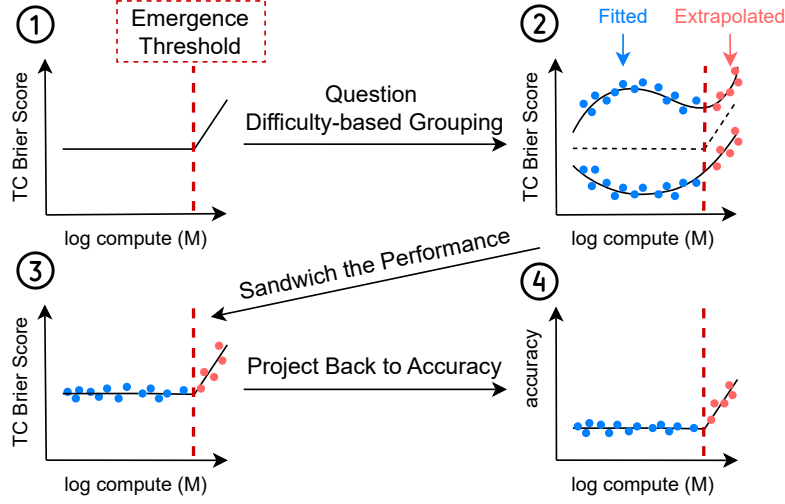 1
Emergence
Threshold
TC Brier Score
log compute (M)
Question
Difficulty-based Grouping
2
Fitted
Extrapolated
TC Brier Score
log compute (M)
Sandwich the Performance
3
TC Brier Score
log compute (M)
Project Back to Accuracy
4
accuracy
log compute (M)